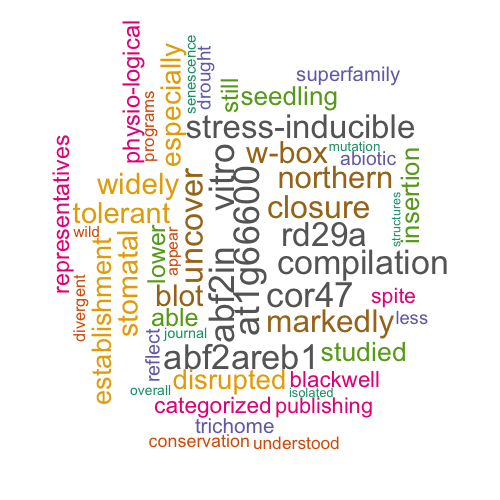 superfamily
senescence
drought
physio-logical
programs
especially
still
seedling
stress-inducible
mutation
w-box
abiotic
representatives
widely
uncover
vitro
northern
insertion
structures
tolerant
closure
wild
appear
lower
stomatal
establishment
divergent
abf2in
at1g66600
rd29a
compilation
blot
cor47
spite
able
markedly
less
journal
reflect
abf2areb1
studied
disrupted
blackwell
overall
isolated
categorized
publishing
trichome
conservation
understood